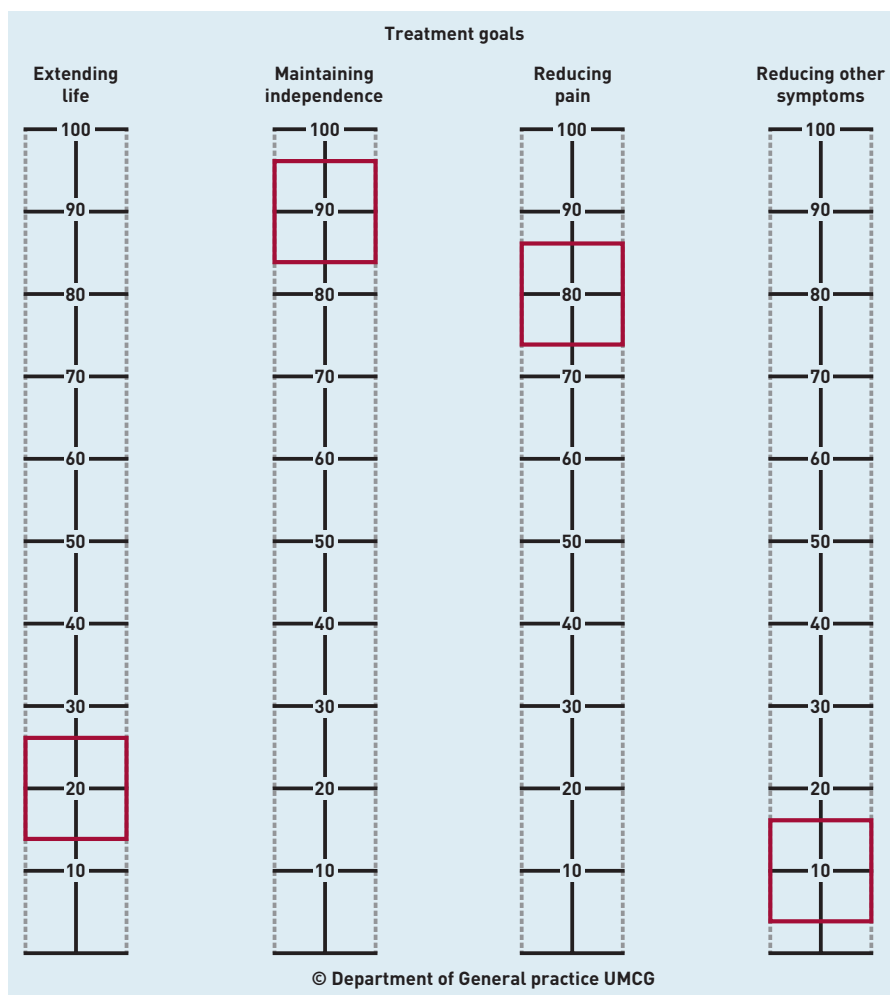 Treatment goals
Extending
life
Maintaining
independence
Reducing
pain
Reducing other
symptoms
100 100 100 100
90 90 90 90
80 80 80 80
70 70 70 70
60 60 60 60
50 50 50 50
40 40 40 40
30 30 30 30
20 20 20 20
10 10 10 10
© Department of General practice UMCG